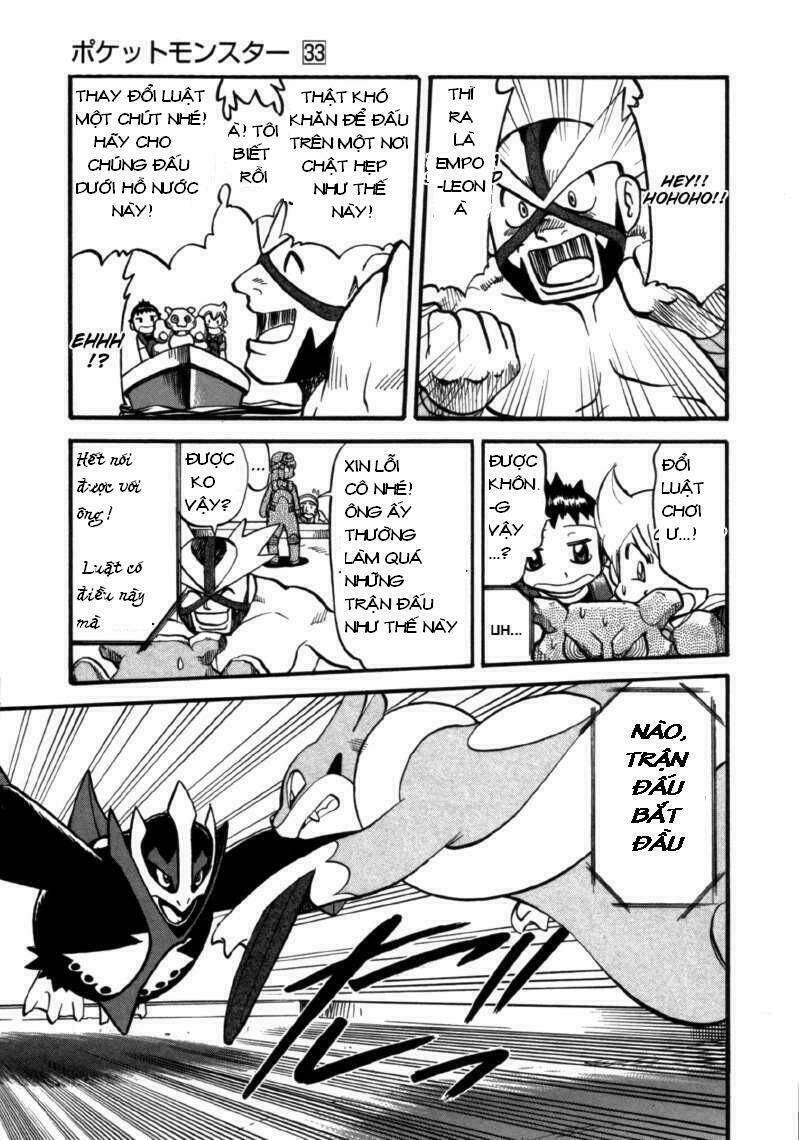 ポケットモンスター 33
THÌ
RA
LÀ
EMPO
-LEON
À
HEY!!
HOHOHO!!
THẬT KHÓ
KHĂN ĐỂ ĐẤU
TRÊN MỘT NƠI
CHẬT HẸP
NHƯ THẾ
NÀY!
À! TÔI
BIẾT
RỒI
THAY ĐỔI LUẬT
MỘT CHÚT NHÉ!
HÃY CHO
CHÚNG ĐẤU
DƯỚI HỒ NƯỚC
NÀY!
EHHH
!?
ĐỔI
LUẬT
CHƠI
Ư...!
ĐƯỢC
KHÔN.
-G
VẬY
...?
UH...
XIN LỖI
CÔ NHÉ!
ÔNG ẤY
THƯỜNG
LÀM QUÁ
NHỮNG
TRẬN ĐẤU
NHƯ THẾ NÀY
...
ĐƯỢC
KO
VẬY?
Hết nói
được với
ông!
Luật có
điều này
mà
NÀO,
TRẬN
ĐẤU
BẮT
ĐẦU
ガガッ